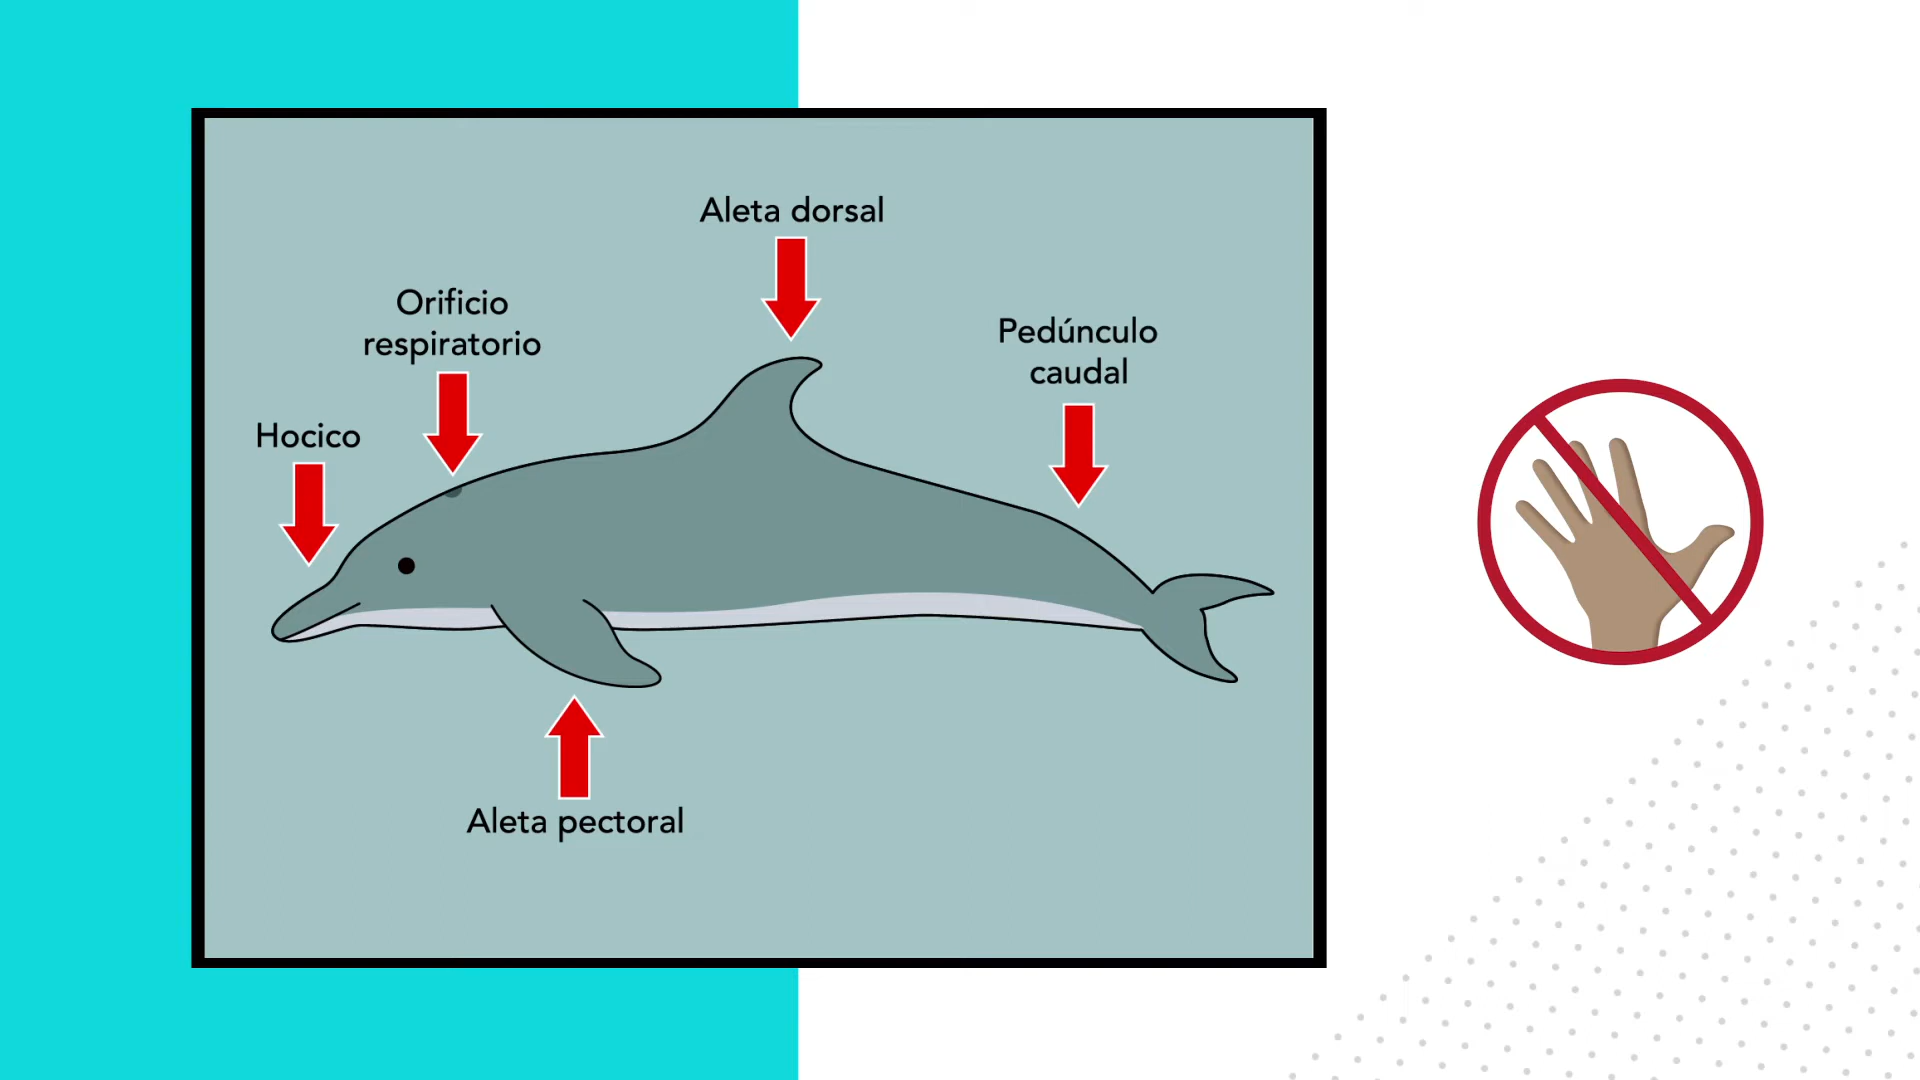 Aleta dorsal
Orificio
respiratorio
Pedúnculo
caudal
Hocico
Aleta pectoral